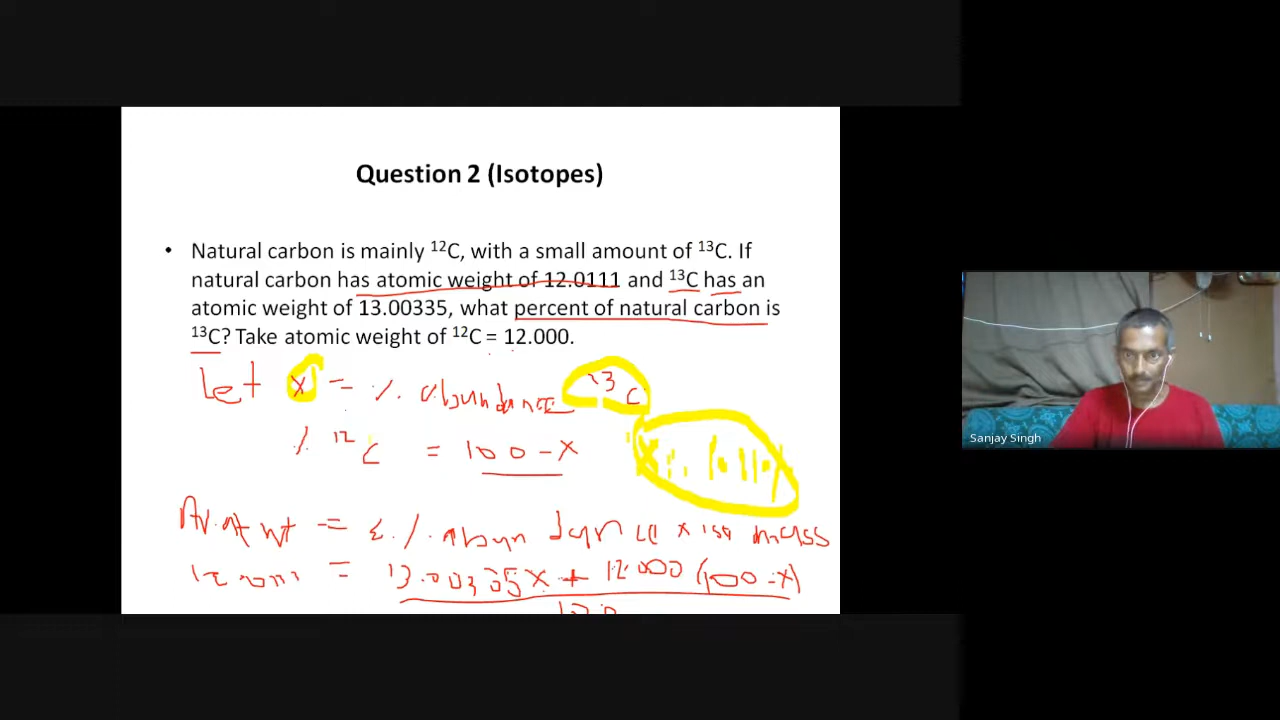 Question 2 (Isotopes)
• Natural carbon is mainly ¹²C, with a small amount of ¹³C. If
natural carbon has atomic weight of 12.0111 and ¹³C has an
atomic weight of 13.00335, what percent of natural carbon is
¹³C? Take atomic weight of ¹²C = 12.000.
Let x = % abundance ¹³C
% ¹²C = 100 - x
Av at wt = Σ % abundance x iso mass
= 13.00335x + 12.000 (100 - x)
Sanjay Singh